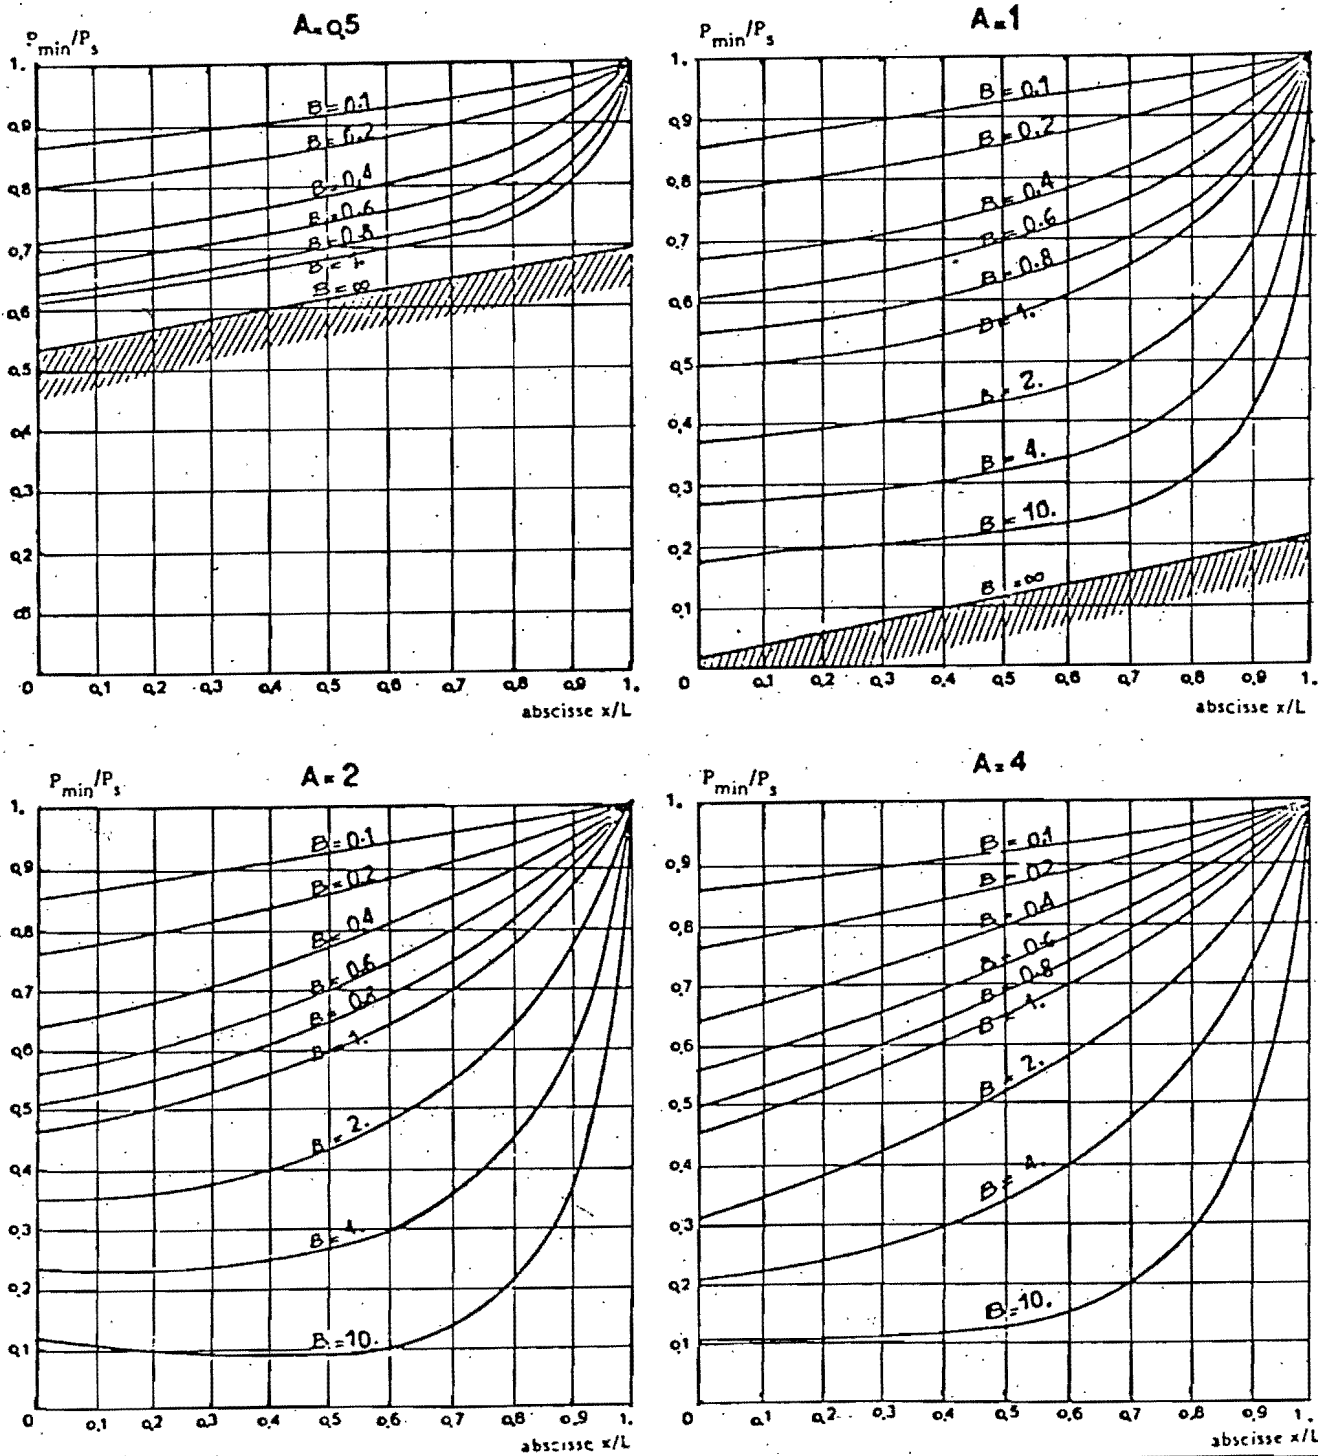 A=0,5
Pmin/Ps
1.
0,9
0,8
0,7
0,6
0,5
0,4
0,3
0,2
B=0.1
B=0.2
B=0,4
B=0.6
B=0.8
B=1.
B=∞
0 0,1 0,2 0,3 0,4 0,5 0,6 0,7 0,8 0,9 1.
abscisse x/L
A=1
Pmin/Ps
1.
0,9
0,8
0,7
0,6
0,5
0,4
0,3
0,2
0,1
B=0.1
B=0.2
B=0.4
B=0.6
B=0.8
B=1.
B=2.
B=4.
B=10.
B=∞
0 0,1 0,2 0,3 0,4 0,5 0,6 0,7 0,8 0,9 1.
abscisse x/L
A=2
Pmin/Ps
1.
0,9
0,8
0,7
0,6
0,5
0,4
0,3
0,2
0,1
B=0.1
B=0.2
B=0.4
B=0.6
B=0.8
B=1.
B=2.
B=4.
B=10.
0 0,1 0,2 0,3 0,4 0,5 0,6 0,7 0,8 0,9 1.
abscisse x/L
A=4
Pmin/Ps
1.
0,9
0,8
0,7
0,6
0,5
0,4
0,3
0,2
0,1
B=0.1
B=0.2
B=0.4
B=0.6
B=0.8
B=1.
B=2.
B=4.
B=10.
0 0,1 0,2 0,3 0,4 0,5 0,6 0,7 0,8 0,9 1.
abscisse x/L